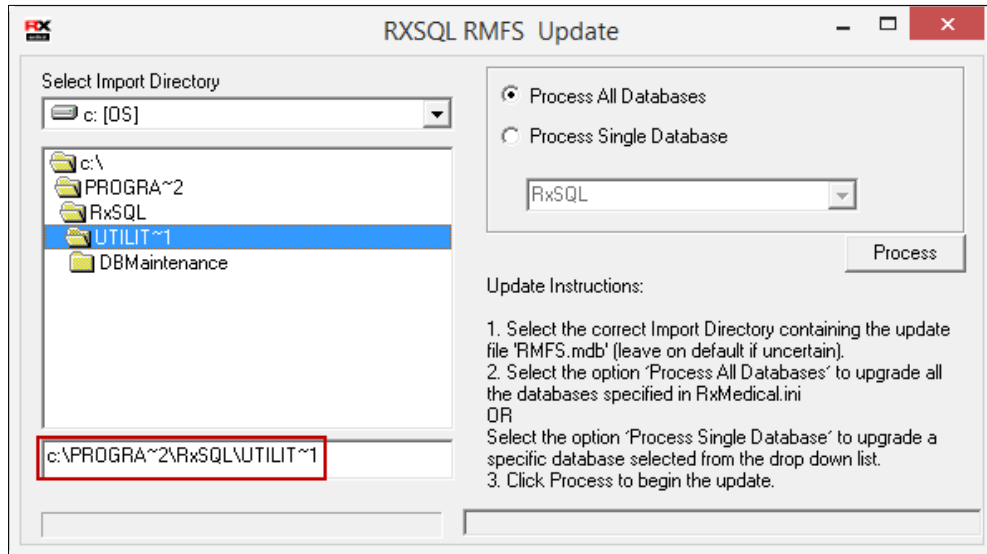 RX
RXSQL RMFS Update
Select Import Directory
c: [OS]
c:\
PROGRA~2
RxSQL
UTILIT~1
DBMaintenance
c:\PROGRA~2\RxSQL\UTILIT~1
Process All Databases
Process Single Database
RxSQL
Process
Update Instructions:
1. Select the correct Import Directory containing the update
file 'RMFS.mdb' (leave on default if uncertain).
2. Select the option ´Process All Databases´ to upgrade all
the databases specified in RxMedical.ini
OR
Select the option ´Process Single Database´ to upgrade a
specific database selected from the drop down list.
3. Click Process to begin the update.